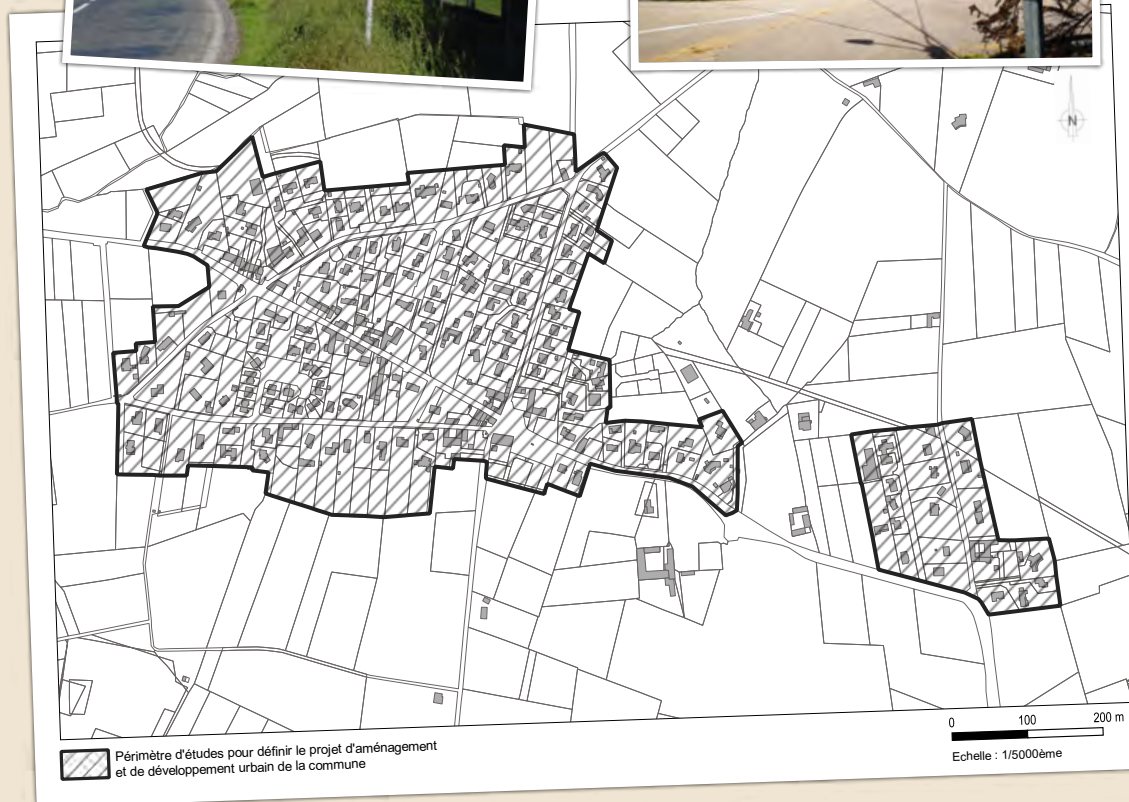 N
0 100 200 m
Echelle : 1/5000ème
Périmètre d'études pour définir le projet d'aménagement
et de développement urbain de la commune